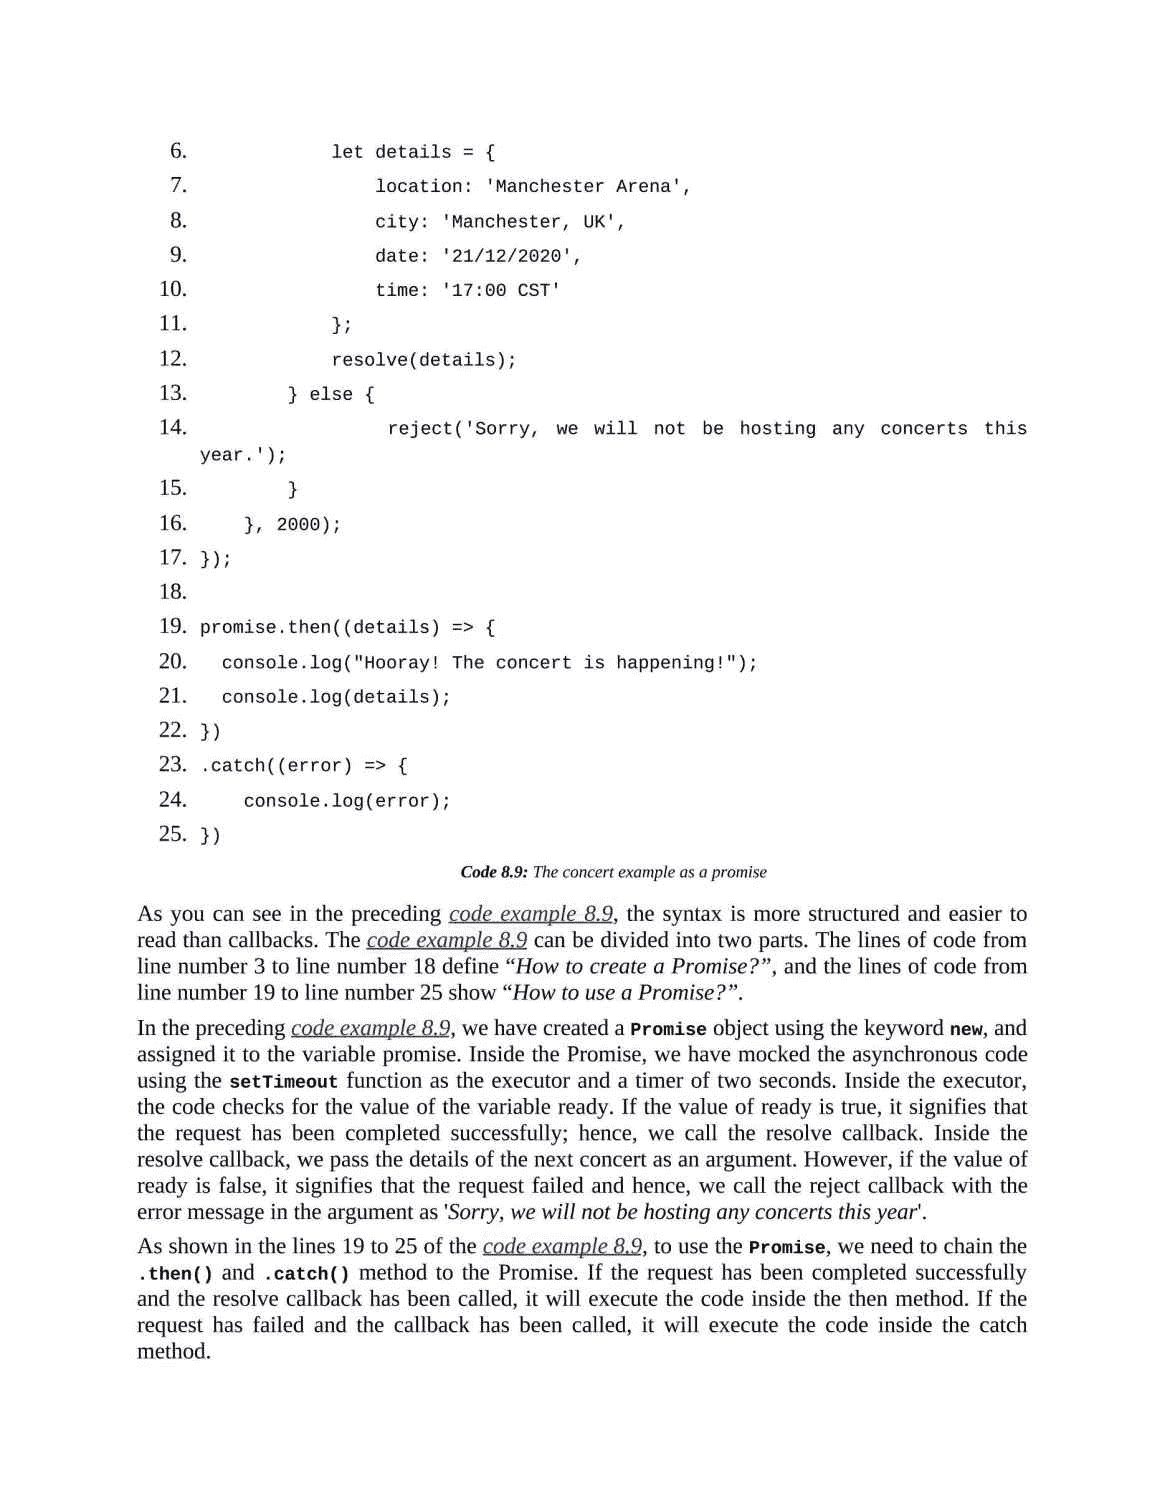 6. let details = {
7. location: 'Manchester Arena',
8. city: 'Manchester, UK',
9. date: '21/12/2020',
10. time: '17:00 CST'
11. };
12. resolve(details);
13. } else {
14. reject('Sorry, we will not be hosting any concerts this
year.');
15. }
16. }, 2000);
17. });
18.
19. promise.then((details) => {
20. console.log("Hooray! The concert is happening!");
21. console.log(details);
22. })
23. .catch((error) => {
24. console.log(error);
25. })
Code 8.9: The concert example as a promise
As you can see in the preceding code example 8.9, the syntax is more structured and easier to
read than callbacks. The code example 8.9 can be divided into two parts. The lines of code from
line number 3 to line number 18 define “How to create a Promise?”, and the lines of code from
line number 19 to line number 25 show “How to use a Promise?”.
In the preceding code example 8.9, we have created a Promise object using the keyword new, and
assigned it to the variable promise. Inside the Promise, we have mocked the asynchronous code
using the setTimeout function as the executor and a timer of two seconds. Inside the executor,
the code checks for the value of the variable ready. If the value of ready is true, it signifies that
the request has been completed successfully; hence, we call the resolve callback. Inside the
resolve callback, we pass the details of the next concert as an argument. However, if the value of
ready is false, it signifies that the request failed and hence, we call the reject callback with the
error message in the argument as 'Sorry, we will not be hosting any concerts this year'.
As shown in the lines 19 to 25 of the code example 8.9, to use the Promise, we need to chain the
.then() and .catch() method to the Promise. If the request has been completed successfully
and the resolve callback has been called, it will execute the code inside the then method. If the
request has failed and the callback has been called, it will execute the code inside the catch
method.